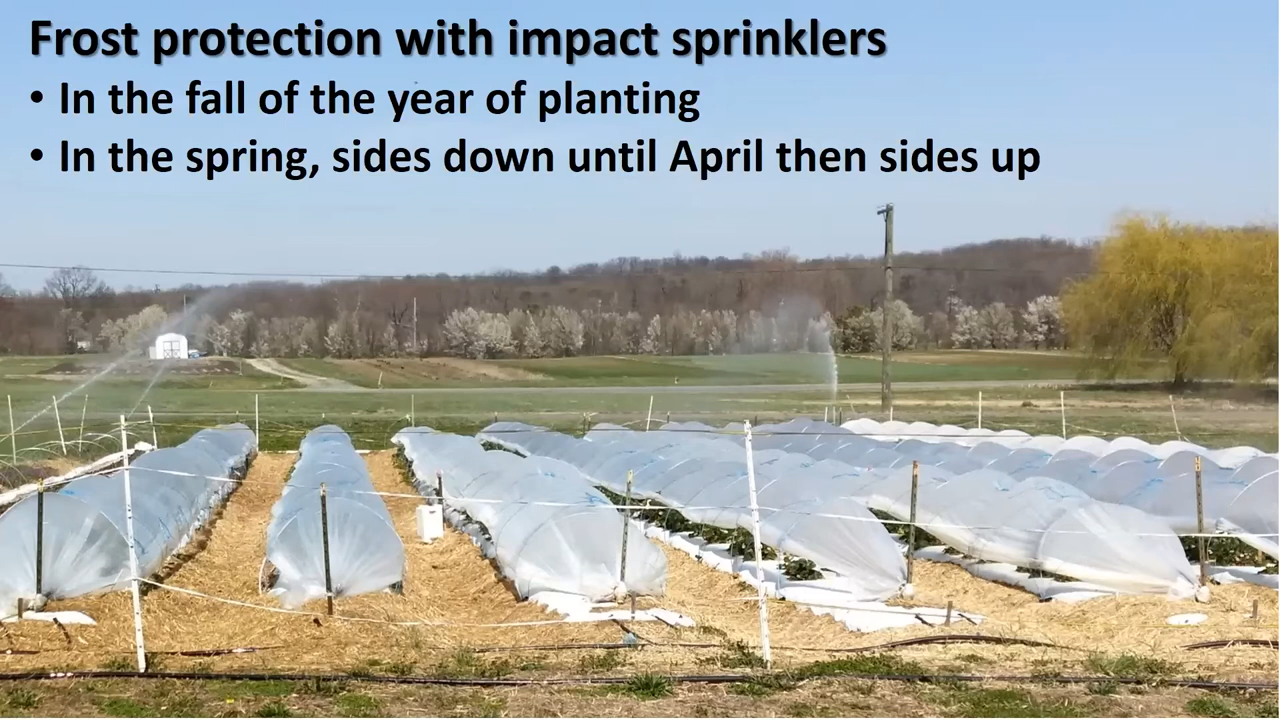 Frost protection with impact sprinklers
• In the fall of the year of planting
• In the spring, sides down until April then sides up